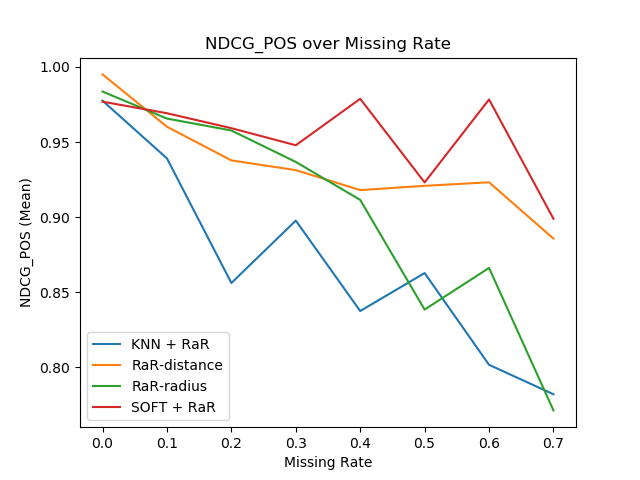 NDCG_POS over Missing Rate
NDCG_POS (Mean)
1.00
0.95
0.90
0.85
0.80
KNN + RaR
RaR-distance
RaR-radius
SOFT + RaR
0.0 0.1 0.2 0.3 0.4 0.5 0.6 0.7
Missing Rate